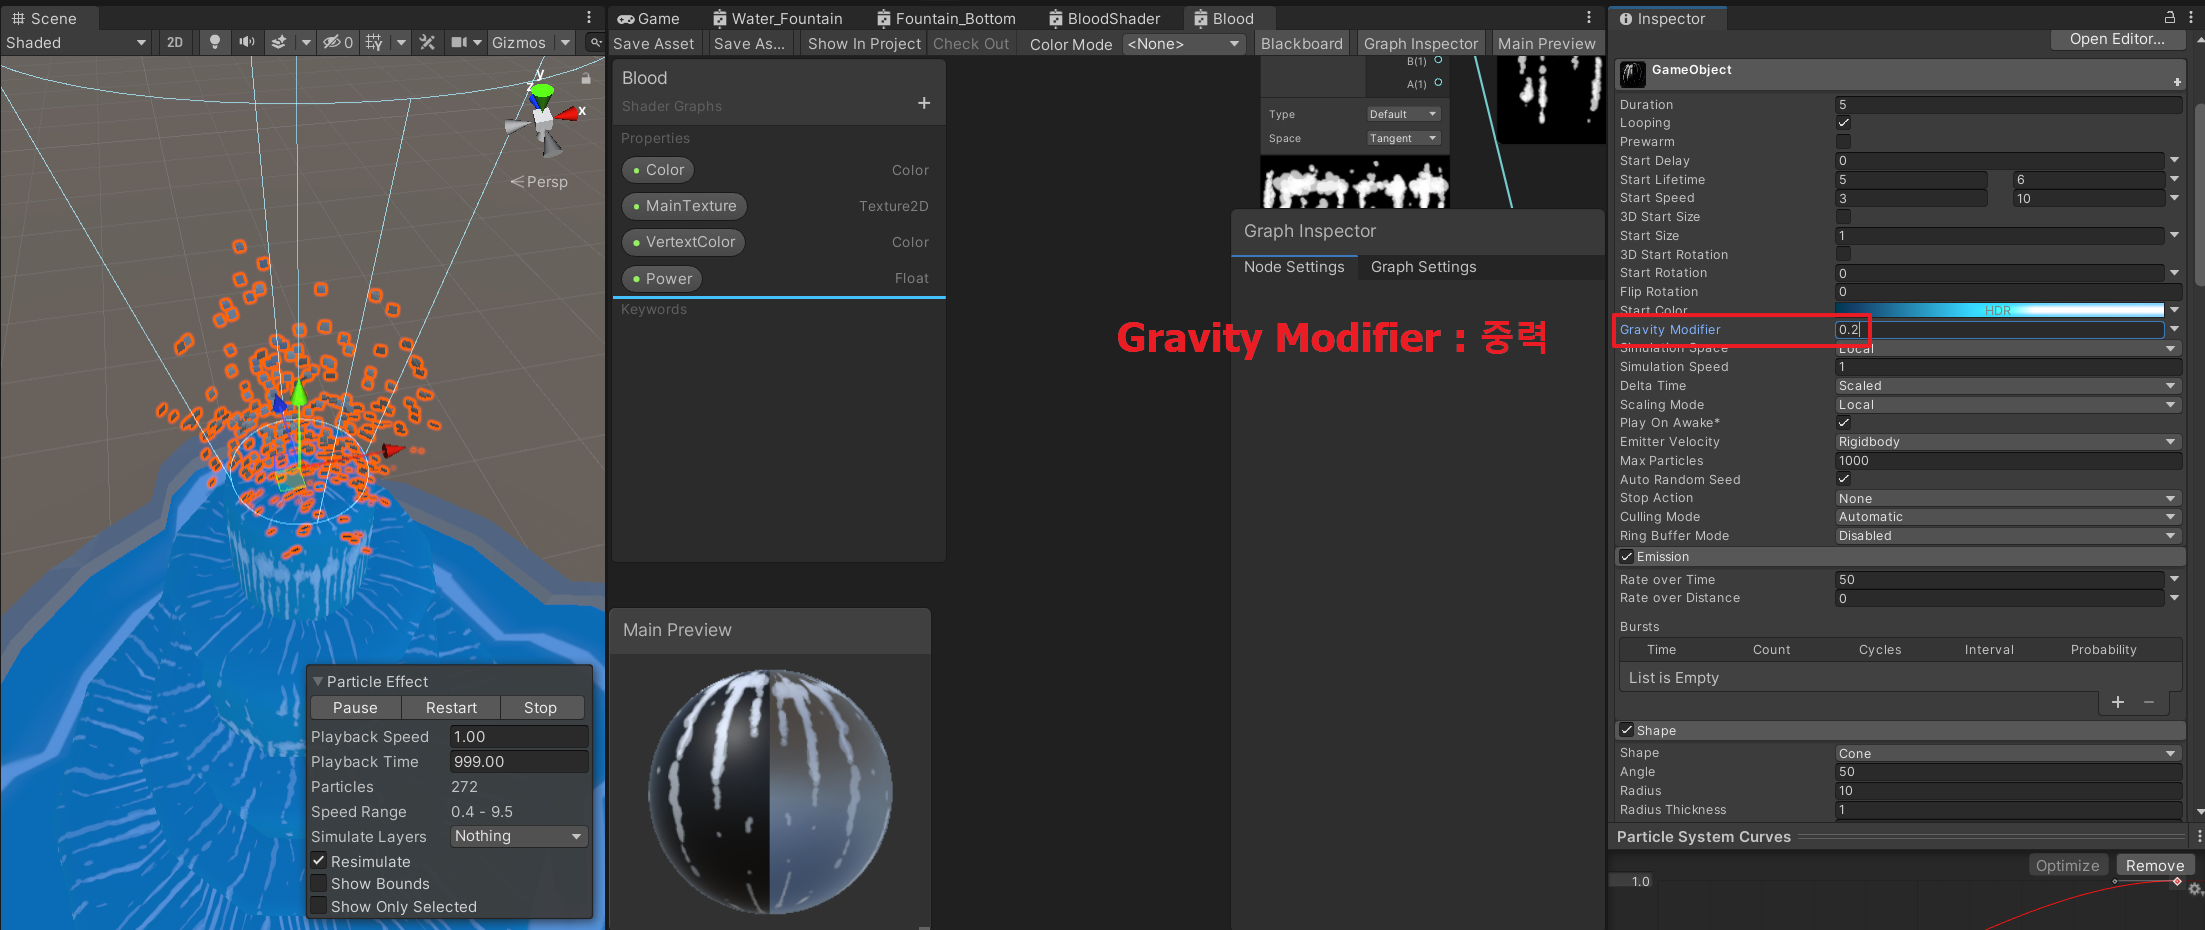 Scene
Game
Water_Fountain
Fountain_Bottom
BloodShader
Blood
Inspector
Shaded
2D
0
Gizmos
Save Asset
Save As...
Show In Project
Check Out
Color Mode
<None>
Blackboard
Graph Inspector
Main Preview
Open Editor...
y
z
x
Persp
Blood
Shader Graphs
+
Properties
Color
Color
MainTexture
Texture2D
VertextColor
Color
Power
Float
Keywords
B(1)
A(1)
Type
Default
Space
Tangent
Graph Inspector
Node Settings
Graph Settings
Gravity Modifier : 중력
Main Preview
Particle Effect
Pause
Restart
Stop
Playback Speed
1.00
Playback Time
999.00
Particles
272
Speed Range
0.4 - 9.5
Simulate Layers
Nothing
Resimulate
Show Bounds
Show Only Selected
GameObject
+
Duration
5
Looping
Prewarm
Start Delay
0
Start Lifetime
5
6
Start Speed
3
10
3D Start Size
Start Size
1
3D Start Rotation
Start Rotation
0
Flip Rotation
0
Start Color
HDR
Gravity Modifier
0.2
Simulation Space
Local
Simulation Speed
1
Delta Time
Scaled
Scaling Mode
Local
Play On Awake*
Emitter Velocity
Rigidbody
Max Particles
1000
Auto Random Seed
Stop Action
None
Culling Mode
Automatic
Ring Buffer Mode
Disabled
Emission
Rate over Time
50
Rate over Distance
0
Bursts
Time
Count
Cycles
Interval
Probability
List is Empty
+ −
Shape
Shape
Cone
Angle
50
Radius
10
Radius Thickness
1
Particle System Curves
Optimize
Remove
1.0